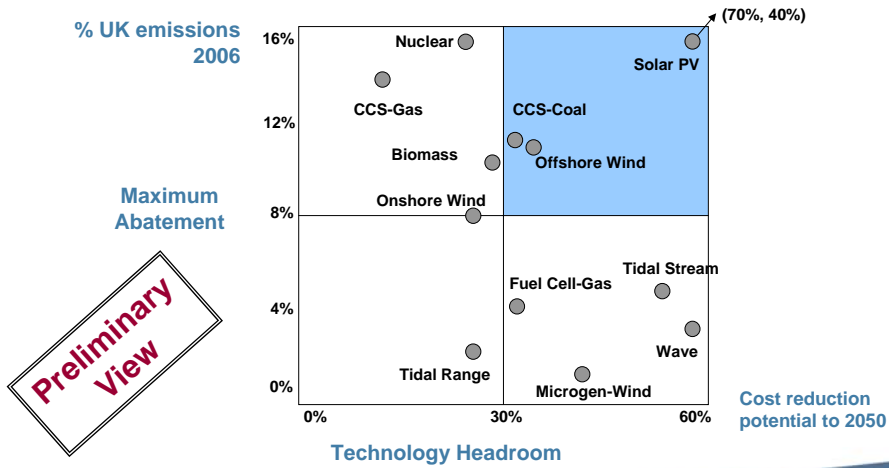 % UK emissions
2006
16%
Nuclear
(70%, 40%)
Solar PV
CCS-Gas
CCS-Coal
12%
Biomass
Offshore Wind
Maximum
Abatement
Onshore Wind
8%
Preliminary
View
Fuel Cell-Gas
Tidal Stream
4%
Wave
Tidal Range
Microgen-Wind
0%
0%
30%
60%
Cost reduction
potential to 2050
Technology Headroom